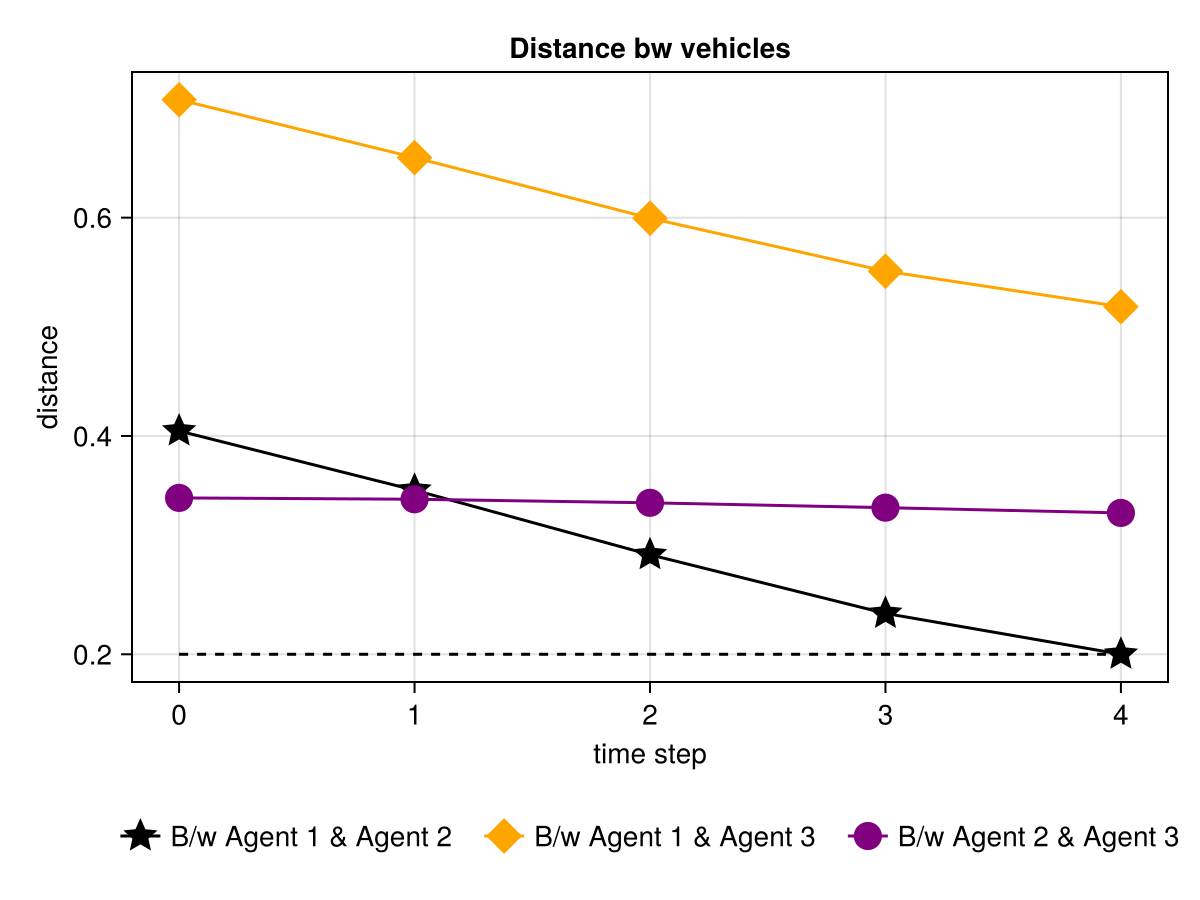 Distance bw vehicles
distance
0.6
0.4
0.2
0 1 2 3 4
time step
B/w Agent 1 & Agent 2 B/w Agent 1 & Agent 3 B/w Agent 2 & Agent 3